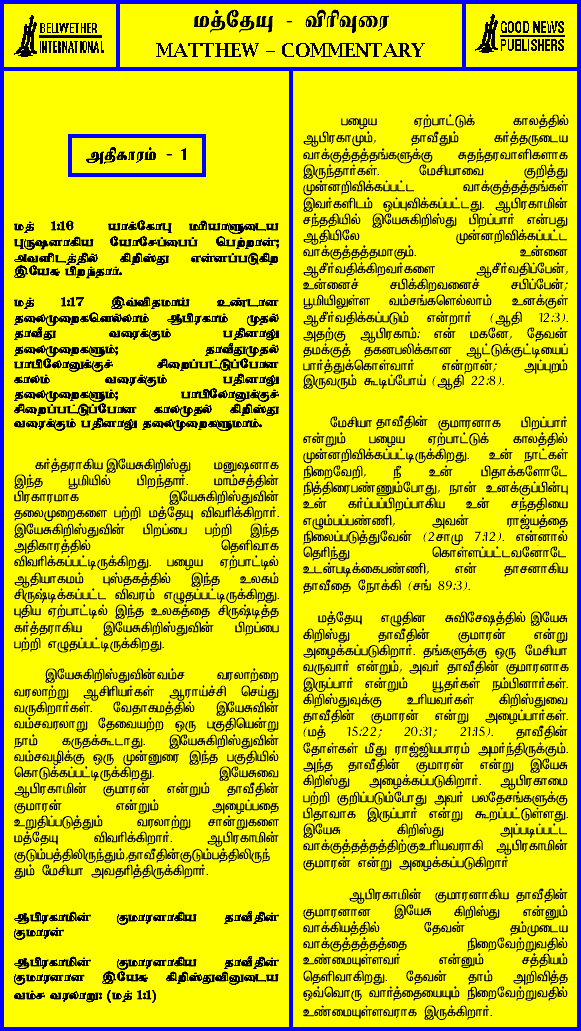 BELLWETHER
INTERNATIONAL
மத்தேயு - விரிவுரை
MATTHEW – COMMENTARY
GOOD NEWS
PUBLISHERS
அதிகாரம் - 1
மத் 1:16 யாக்கோபு மரியாளுடைய
புருஷனாகிய யோசேப்பைப் பெற்றான்;
அவளிடத்தில் கிறிஸ்து என்னப்படுகிற
இயேசு பிறந்தார்.
மத் 1:17 இவ்விதமாய் உண்டான
தலைமுறைகளெல்லாம் ஆபிரகாம் முதல்
தாவீது வரைக்கும் பதினாலு
தலைமுறைகளும்; தாவீதுமுதல்
பாபிலோனுக்குச் சிறைப்பட்டுப்போன
காலம் வரைக்கும் பதினாலு
தலைமுறைகளும்; பாபிலோனுக்குச்
சிறைப்பட்டுப்போன காலமுதல் கிறிஸ்து
வரைக்கும் பதினாலு தலைமுறைகளுமாம்.
கர்த்தராகிய இயேசுகிறிஸ்து மனுஷனாக
இந்த பூமியில் பிறந்தார். மாம்சத்தின்
பிரகாரமாக இயேசுகிறிஸ்துவின்
தலைமுறைகளை பற்றி மத்தேயு விவரிக்கிறார்.
இயேசுகிறிஸ்துவின் பிறப்பை பற்றி இந்த
அதிகாரத்தில் தெளிவாக
விவரிக்கப்பட்டிருக்கிறது. பழைய ஏற்பாட்டில்
ஆதியாகமம் புஸ்தகத்தில் இந்த உலகம்
சிருஷ்டிக்கப்பட்ட விவரம் எழுதப்பட்டிருக்கிறது.
புதிய ஏற்பாட்டில் இந்த உலகத்தை சிருஷ்டித்த
கர்த்தராகிய இயேசுகிறிஸ்துவின் பிறப்பை
பற்றி எழுதப்பட்டிருக்கிறது.
இயேசுகிறிஸ்துவின்வம்ச வரலாற்றை
வரலாற்று ஆசிரியர்கள் ஆராய்ச்சி செய்து
வருகிறார்கள். வேதாகமத்தில் இயேசுவின்
வம்சவரலாறு தேவையற்ற ஒரு பகுதியென்று
நாம் கருதக்கூடாது. இயேசுகிறிஸ்துவின்
வம்சவழிக்கு ஒரு முன்னுரை இந்த பகுதியில்
கொடுக்கப்பட்டிருக்கிறது. இயேசுவை
ஆபிரகாமின் குமாரன் என்றும் தாவீதின்
குமாரன் என்றும் அழைப்பதை
உறுதிப்படுத்தும் வரலாற்று சான்றுகளை
மத்தேயு விவரிக்கிறார். ஆபிரகாமின்
குடும்பத்திலிருந்தும்,தாவீதின்குடும்பத்திலிருந்
தும் மேசியா அவதரித்திருக்கிறார்.
ஆபிரகாமின் குமாரனாகிய தாவீதின்
குமாரன்
ஆபிரகாமின் குமாரனாகிய தாவீதின்
குமாரனான இயேசு கிறிஸ்துவினுடைய
வம்ச வரலாறு: (மத் 1:1)
பழைய ஏற்பாட்டுக் காலத்தில்
ஆபிரகாமும், தாவீதும் கர்த்தருடைய
வாக்குத்தத்தங்களுக்கு சுதந்தரவாளிகளாக
இருந்தார்கள். மேசியாவை குறித்து
முன்னறிவிக்கப்பட்ட வாக்குத்தத்தங்கள்
இவர்களிடம் ஒப்புவிக்கப்பட்டது. ஆபிரகாமின்
சந்ததியில் இயேசுகிறிஸ்து பிறப்பார் என்பது
ஆதியிலே முன்னறிவிக்கப்பட்ட
வாக்குத்தத்தமாகும். உன்னை
ஆசீர்வதிக்கிறவர்களை ஆசீர்வதிப்பேன்,
உன்னைச் சபிக்கிறவனைச் சபிப்பேன்;
பூமியிலுள்ள வம்சங்களெல்லாம் உனக்குள்
ஆசீர்வதிக்கப்படும் என்றார் (ஆதி 12:3).
அதற்கு ஆபிரகாம்: என் மகனே, தேவன்
தமக்குத் தகனபலிக்கான ஆட்டுக்குட்டியைப்
பார்த்துக்கொள்வார் என்றான்; அப்புறம்
இருவரும் கூடிப்போய் (ஆதி 22:8).
மேசியா தாவீதின் குமாரனாக பிறப்பார்
என்றும் பழைய ஏற்பாட்டுக் காலத்தில்
முன்னறிவிக்கப்பட்டிருக்கிறது. உன் நாட்கள்
நிறைவேறி, நீ உன் பிதாக்களோடே
நித்திரைபண்ணும்போது, நான் உனக்குப்பின்பு
உன் கர்ப்பப்பிறப்பாகிய உன் சந்ததியை
எழும்பப்பண்ணி, அவன் ராஜ்யத்தை
நிலைப்படுத்துவேன் (2சாமு 7:12). என்னால்
தெரிந்து கொள்ளப்பட்டவனோடே
உடன்படிக்கைபண்ணி, என் தாசனாகிய
தாவீதை நோக்கி (சங் 89:3).
மத்தேயு எழுதின சுவிசேஷத்தில் இயேசு
கிறிஸ்து தாவீதின் குமாரன் என்று
அழைக்கப்படுகிறார். தங்களுக்கு ஒரு மேசியா
வருவார் என்றும், அவர் தாவீதின் குமாரனாக
இருப்பார் என்றும் யூதர்கள் நம்பினார்கள்.
கிறிஸ்துவுக்கு உரியவர்கள் கிறிஸ்துவை
தாவீதின் குமாரன் என்று அழைப்பார்கள்.
(மத் 15:22; 20:31; 21:15). தாவீதின்
தோள்கள் மீது ராஜ்ஜியபாரம் அமர்ந்திருக்கும்.
அந்த தாவீதின் குமாரன் என்று இயேசு
கிறிஸ்து அழைக்கப்படுகிறார். ஆபிரகாமை
பற்றி குறிப்படும்போது அவர் பலதேசங்களுக்கு
பிதாவாக இருப்பார் என்று கூறப்பட்டுள்ளது.
இயேசு கிறிஸ்து அப்படிப்பட்ட
வாக்குத்தத்தத்திற்குஉரியவராகி ஆபிரகாமின்
குமாரன் என்று அழைக்கப்படுகிறார்
ஆபிரகாமின் குமாரனாகிய தாவீதின்
குமாரனான இயேசு கிறிஸ்து என்னும்
வாக்கியத்தில் தேவன் தம்முடைய
வாக்குத்தத்தத்தை நிறைவேற்றுவதில்
உண்மையுள்ளவர் என்னும் சத்தியம்
தெளிவாகிறது. தேவன் தாம் அறிவித்த
ஒவ்வொரு வார்த்தையையும் நிறைவேற்றுவதில்
உண்மையுள்ளவராக இருக்கிறார்.